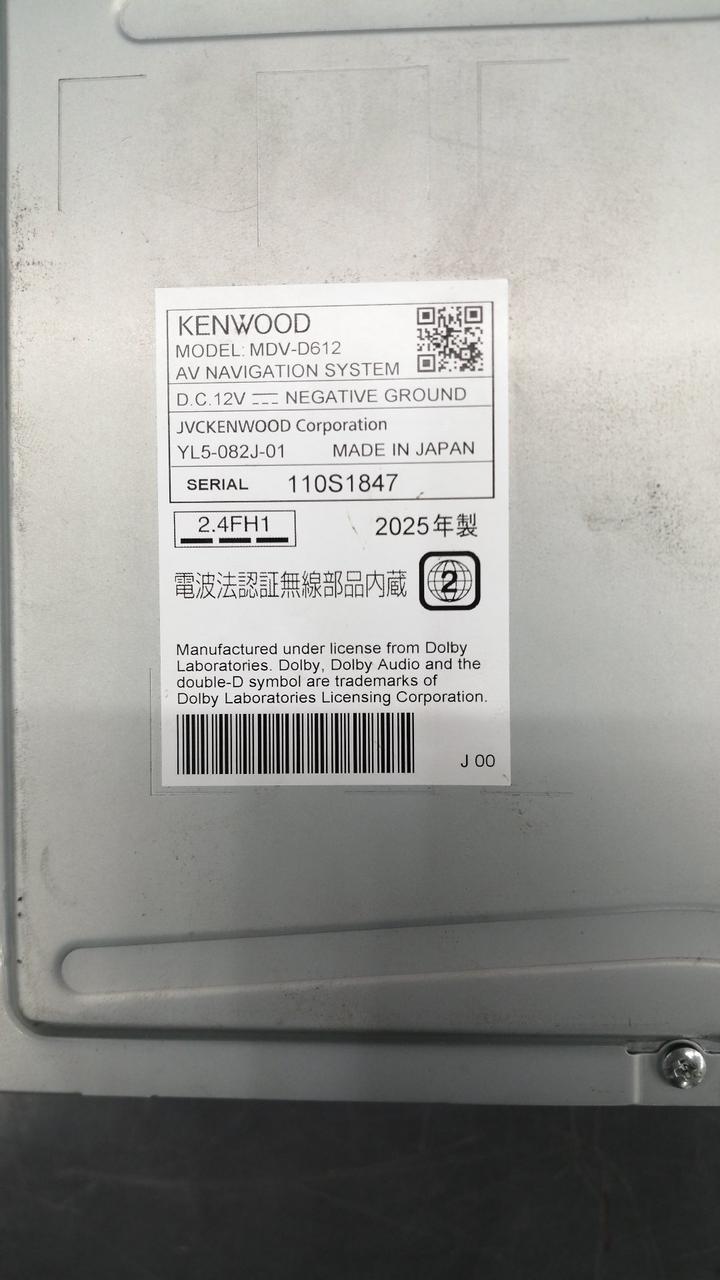 KENWOOD
MODEL: MDV-D612
AV NAVIGATION SYSTEM
D.C.12V ⎓ NEGATIVE GROUND
JVCKENWOOD Corporation
YL5-082J-01 MADE IN JAPAN
SERIAL 110S1847
2.4FH1 2025年製
電波法認証無線部品内蔵 2
Manufactured under license from Dolby
Laboratories. Dolby, Dolby Audio and the
double-D symbol are trademarks of
Dolby Laboratories Licensing Corporation.
J 00